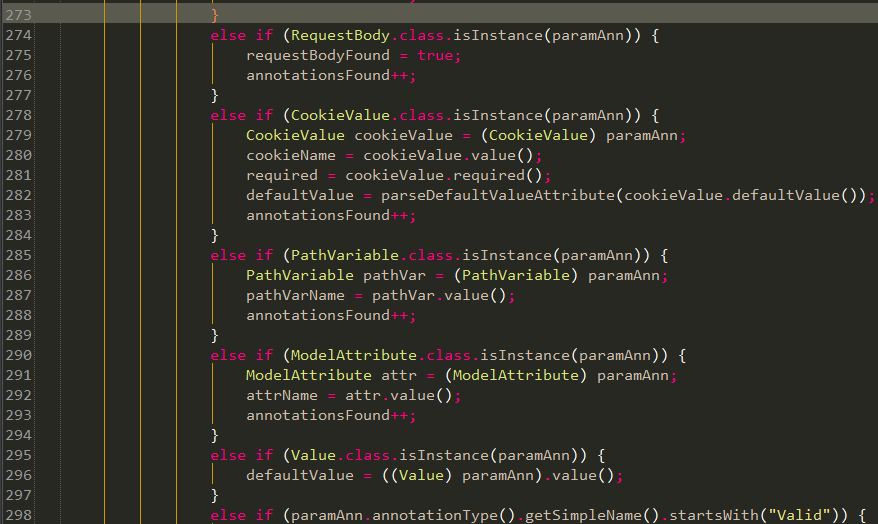 273 }
274 else if (RequestBody.class.isInstance(paramAnn)) {
275 requestBodyFound = true;
276 annotationsFound++;
277 }
278 else if (CookieValue.class.isInstance(paramAnn)) {
279 CookieValue cookieValue = (CookieValue) paramAnn;
280 cookieName = cookieValue.value();
281 required = cookieValue.required();
282 defaultValue = parseDefaultValueAttribute(cookieValue.defaultValue());
283 annotationsFound++;
284 }
285 else if (PathVariable.class.isInstance(paramAnn)) {
286 PathVariable pathVar = (PathVariable) paramAnn;
287 pathVarName = pathVar.value();
288 annotationsFound++;
289 }
290 else if (ModelAttribute.class.isInstance(paramAnn)) {
291 ModelAttribute attr = (ModelAttribute) paramAnn;
292 attrName = attr.value();
293 annotationsFound++;
294 }
295 else if (Value.class.isInstance(paramAnn)) {
296 defaultValue = ((Value) paramAnn).value();
297 }
298 else if (paramAnn.annotationType().getSimpleName().startsWith("Valid")) {